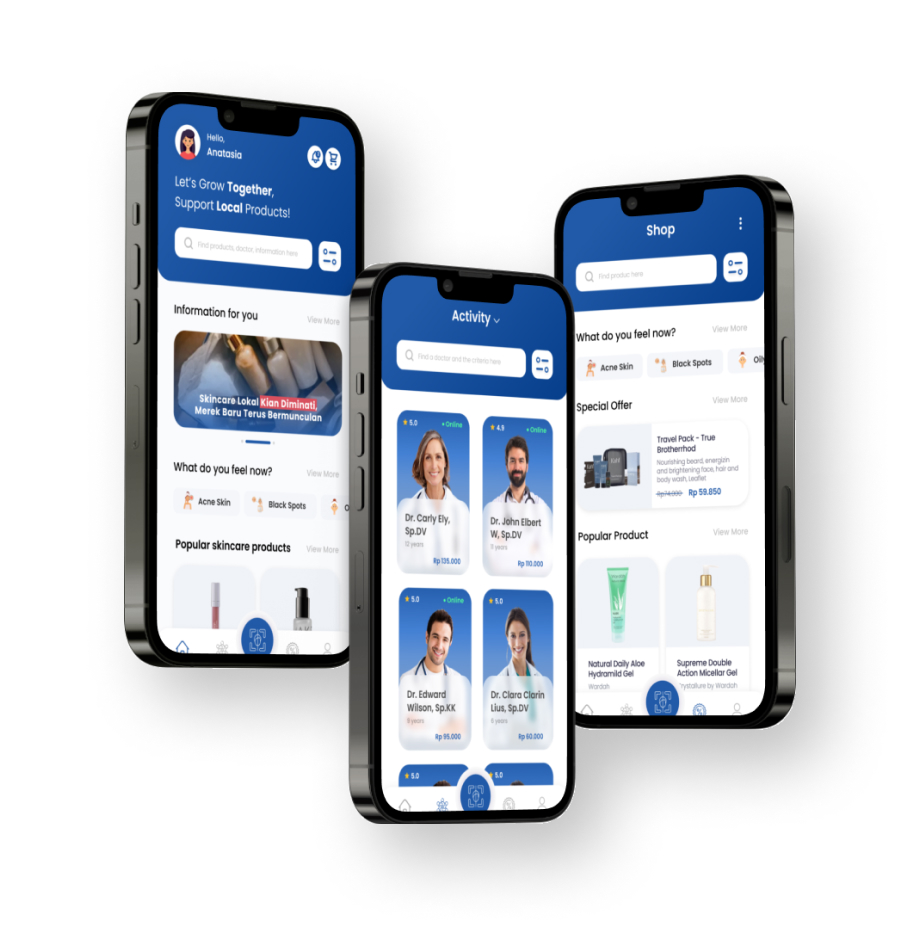 Hello,
Anatasia
Let's Grow Together,
Support Local Products!
Find products, doctor, information here
Information for you
View More
Skincare Lokal Kian Diminati,
Merek Baru Terus Bermunculan
What do you feel now?
View More
Acne Skin
Black Spots
Popular skincare products
View More
Activity
Find a doctor and the criteria here
5.0
Online
Dr. Carly Ely,
Sp.DV
12 years
Rp 135.000
4.9
Online
Dr. John Elbert
W, Sp.DV
Rp 110.000
5.0
Online
Dr. Edward
Wilson, Sp.KK
9 years
Rp 95.000
5.0
Dr. Clara Clarin
Lius, Sp.DV
Rp 60.000
5.0
5.0
Shop
Find produc here
What do you feel now?
View More
Acne Skin
Black Spots
Oily
Special Offer
View More
Travel Pack - True
Brotherrhod
Nourishing beard, energizin
and brightening face, hair and
body wash, Leaflet
Rp74.000
Rp 59.850
Popular Product
View More
Natural Daily Aloe
Hydramild Gel
Wardah
Supreme Double
Action Micellar Gel
Crystallure by Wardah